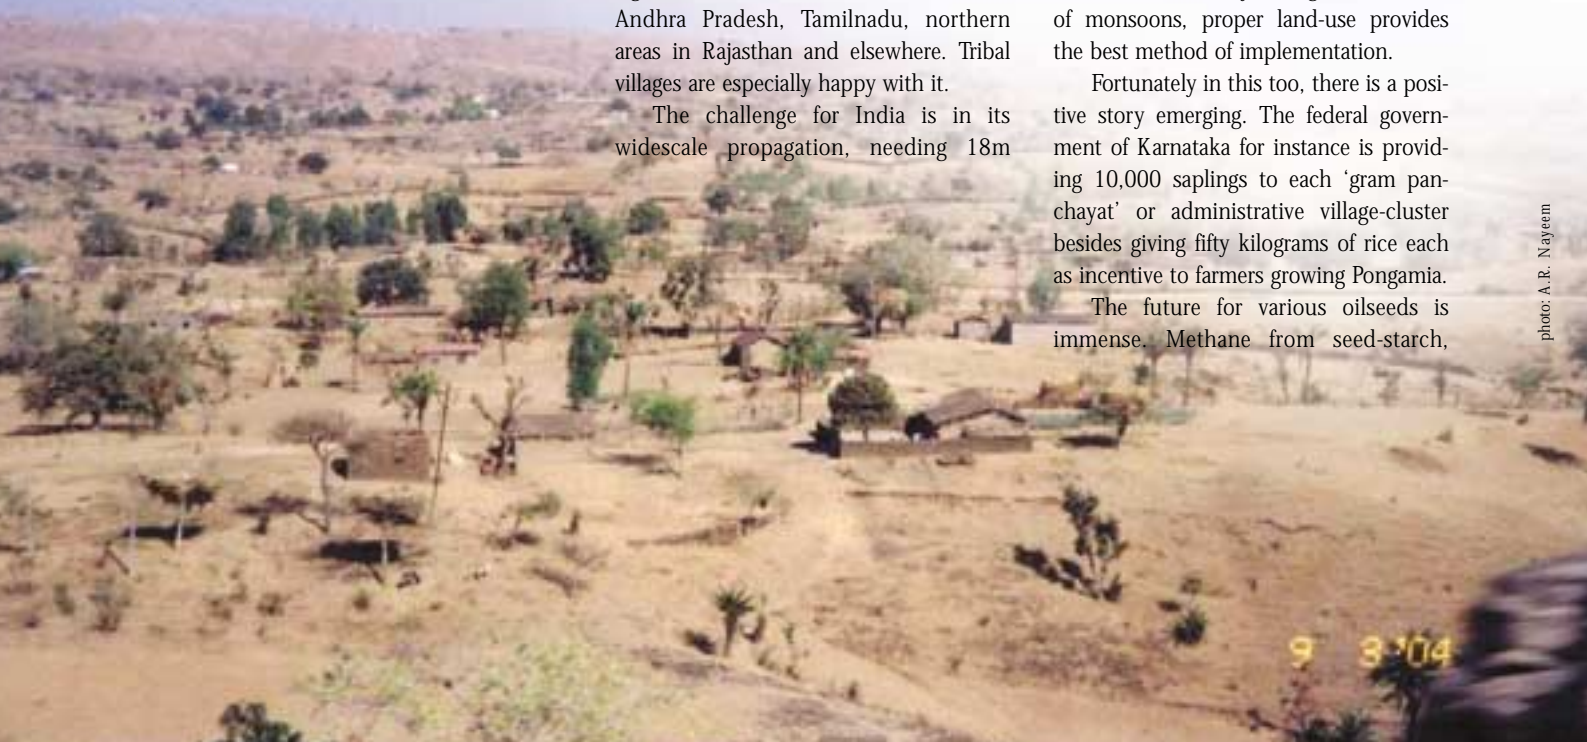 Andhra Pradesh, Tamilnadu, northern
areas in Rajasthan and elsewhere. Tribal
villages are especially happy with it.
The challenge for India is in its
widescale propagation, needing 18m
of monsoons, proper land-use provides
the best method of implementation.
Fortunately in this too, there is a posi-
tive story emerging. The federal govern-
ment of Karnataka for instance is provid-
ing 10,000 saplings to each ‘gram pan-
chayat’ or administrative village-cluster
besides giving fifty kilograms of rice each
as incentive to farmers growing Pongamia.
The future for various oilseeds is
immense. Methane from seed-starch,
photo: A.R. Nayeem
9 3 '04